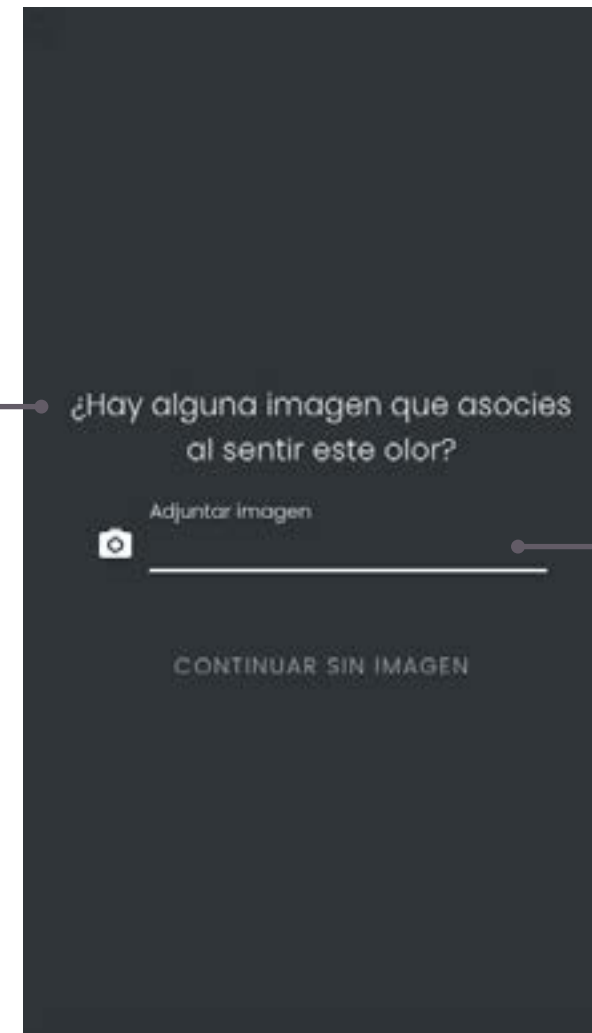 ¿Hay alguna imagen que asocies
al sentir este olor?
Adjuntar imagen
CONTINUAR SIN IMAGEN